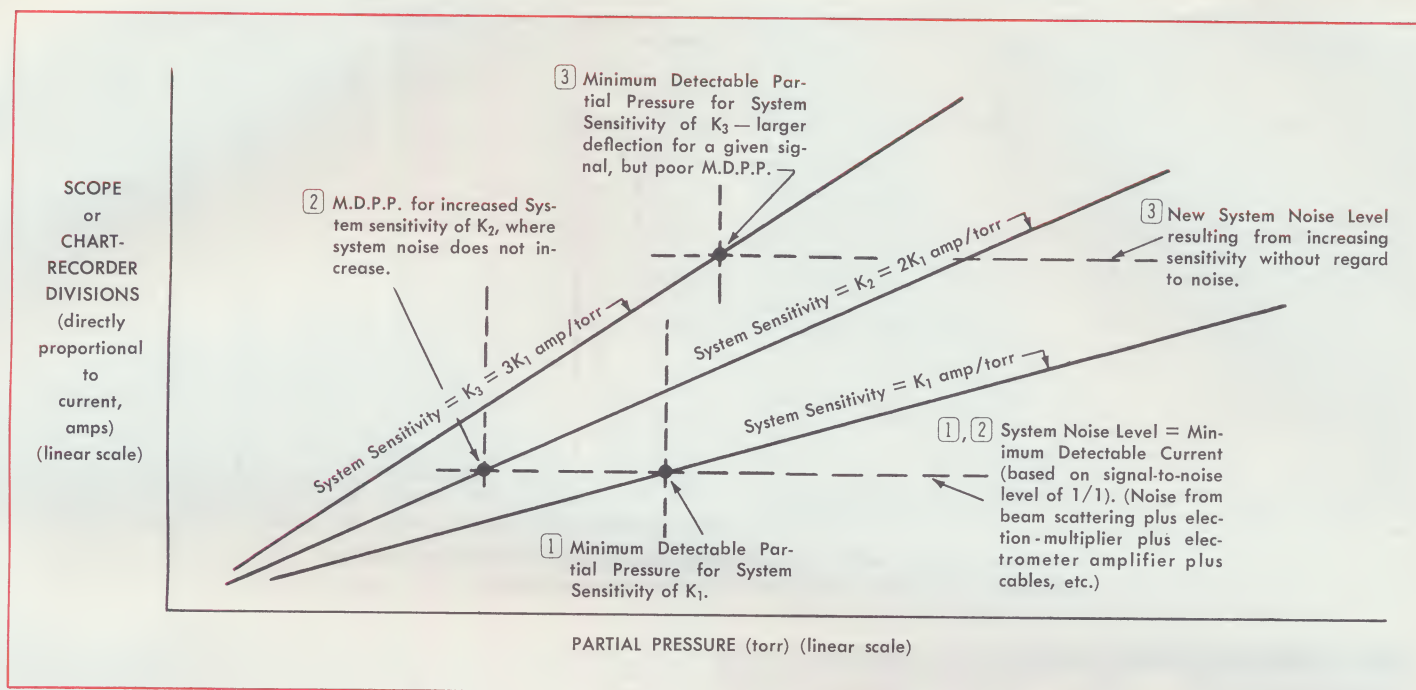 SCOPE
or
CHART-
RECORDER
DIVISIONS
(directly
proportional
to
current,
amps)
(linear scale)
3 Minimum Detectable Par-
tial Pressure for System
Sensitivity of K₃ — larger
deflection for a given sig-
nal, but poor M.D.P.P.
2 M.D.P.P. for increased Sys-
tem sensitivity of K₂, where
system noise does not in-
crease.
3 New System Noise Level
resulting from increasing
sensitivity without regard
to noise.
System Sensitivity = K₃ = 3K₁ amp/torr
System Sensitivity = K₂ = 2K₁ amp/torr
System Sensitivity = K₁ amp/torr
1, 2 System Noise Level = Min-
imum Detectable Current
(based on signal-to-noise
level of 1/1). (Noise from
beam scattering plus elec-
tion-multiplier plus elec-
trometer amplifier plus
cables, etc.)
1 Minimum Detectable Par-
tial Pressure for System
Sensitivity of K₁.
PARTIAL PRESSURE (torr) (linear scale)